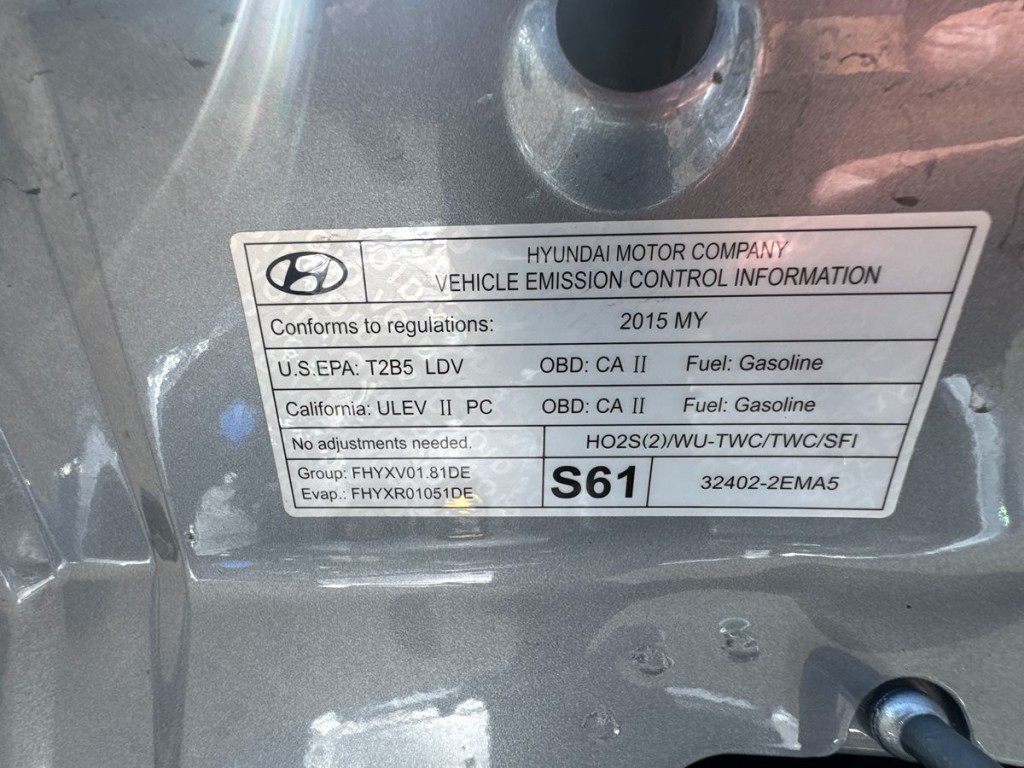 HYUNDAI MOTOR COMPANY
VEHICLE EMISSION CONTROL INFORMATION
Conforms to regulations: 2015 MY
U.S.EPA: T2B5 LDV OBD: CA II Fuel: Gasoline
California: ULEV II PC OBD: CA II Fuel: Gasoline
No adjustments needed. HO2S(2)/WU-TWC/TWC/SFI
Group: FHYXV01.81DE
Evap.: FHYXR01051DE
S61 32402-2EMA5